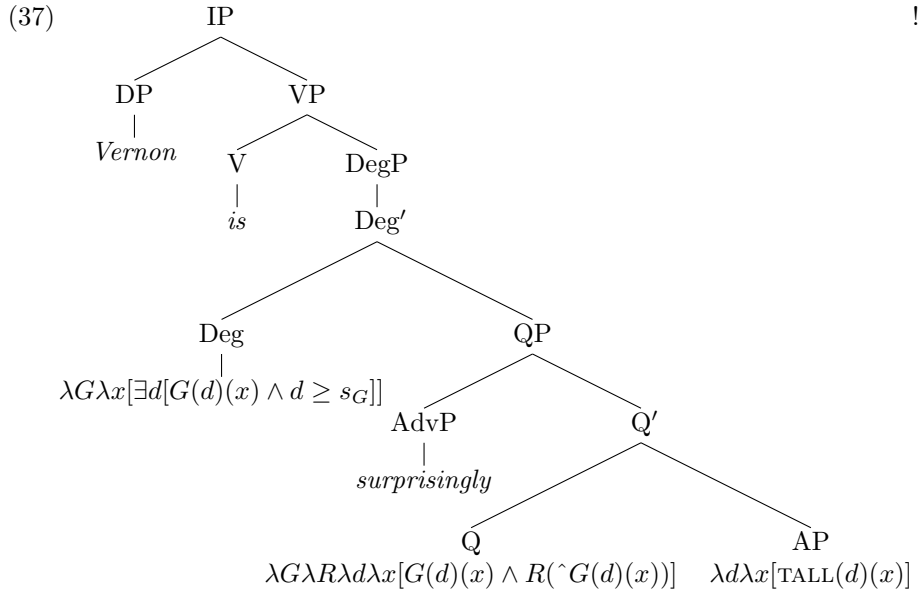 (37) IP !
DP VP
Vernon V DegP
is Deg′
Deg QP
λGλx[∃d[G(d)(x) ∧ d ≥ s_G]]
AdvP Q′
surprisingly
Q AP
λGλRλdλx[G(d)(x) ∧ R(ˆG(d)(x))] λdλx[TALL(d)(x)]